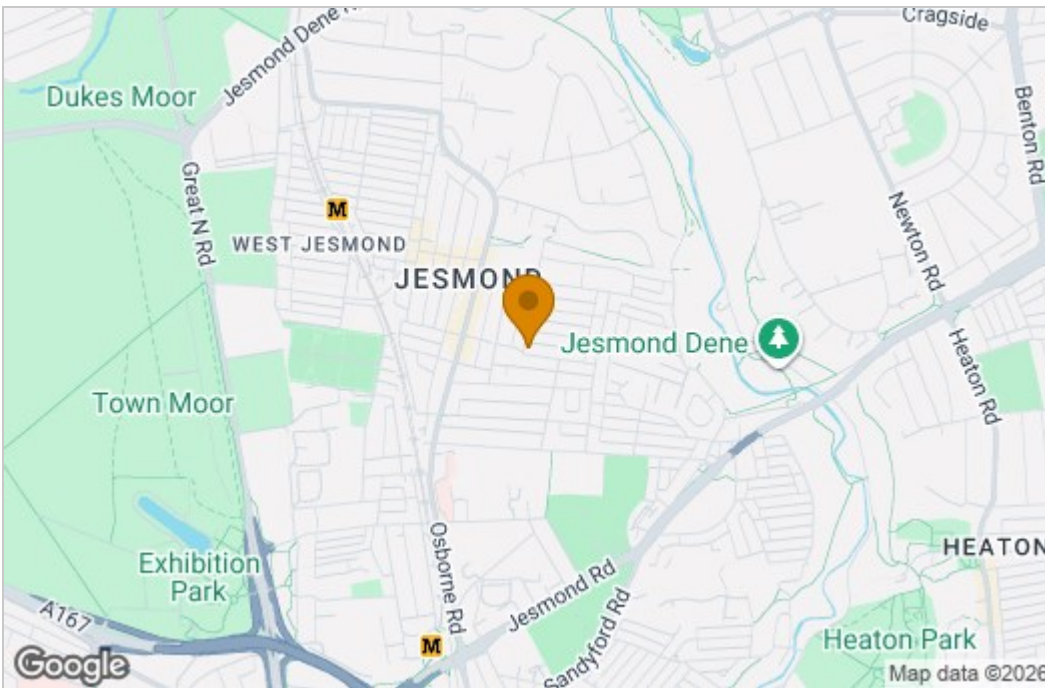 Cragside
Jesmond Dene R
Dukes Moor
Benton Rd
Great N Rd
M
WEST JESMOND
Newton Rd
JESMOND
Jesmond Dene
Heaton Rd
Town Moor
Osborne Rd
Exhibition
Park
HEATON
Jesmond Rd
A167
Sandyford Rd
M
Heaton Park
Google
Map data ©2026